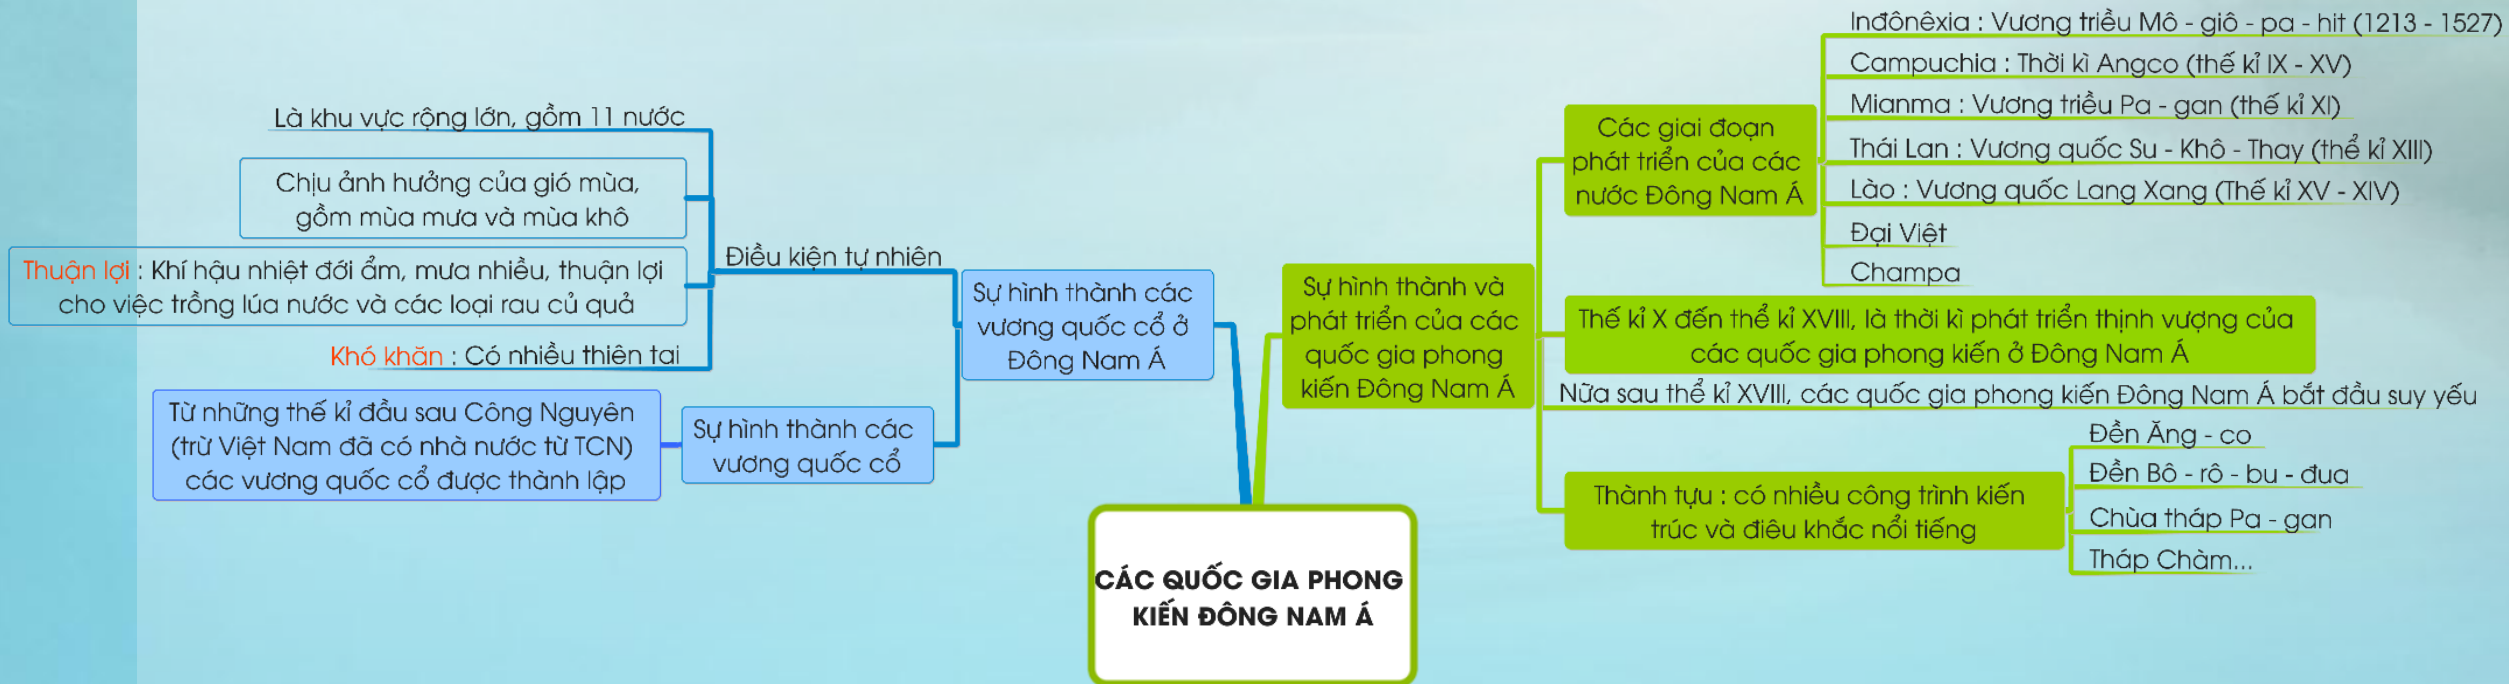 Là khu vực rộng lớn, gồm 11 nước
Chịu ảnh hưởng của gió mùa,
gồm mùa mưa và mùa khô
Thuận lợi : Khí hậu nhiệt đới ẩm, mưa nhiều, thuận lợi
cho việc trồng lúa nước và các loại rau củ quả
Khó khăn : Có nhiều thiên tai
Điều kiện tự nhiên
Từ những thế kỉ đầu sau Công Nguyên
(trừ Việt Nam đã có nhà nước từ TCN)
các vương quốc cổ được thành lập
Sự hình thành các
vương quốc cổ
Sự hình thành các
vương quốc cổ ở
Đông Nam Á
CÁC QUỐC GIA PHONG
KIẾN ĐÔNG NAM Á
Sự hình thành và
phát triển của các
quốc gia phong
kiến Đông Nam Á
Các giai đoạn
phát triển của các
nước Đông Nam Á
Inđônêxia : Vương triều Mô - giô - pa - hit (1213 - 1527)
Campuchia : Thời kì Angco (thế kỉ IX - XV)
Mianma : Vương triều Pa - gan (thế kỉ XI)
Thái Lan : Vương quốc Su - Khô - Thay (thể kỉ XIII)
Lào : Vương quốc Lang Xang (Thế kỉ XV - XIV)
Đại Việt
Champa
Thế kỉ X đến thể kỉ XVIII, là thời kì phát triển thịnh vượng của
các quốc gia phong kiến ở Đông Nam Á
Nữa sau thể kỉ XVIII, các quốc gia phong kiến Đông Nam Á bắt đầu suy yếu
Thành tựu : có nhiều công trình kiến
trúc và điêu khắc nổi tiếng
Đền Ăng - co
Đền Bô - rô - bu - đua
Chùa tháp Pa - gan
Tháp Chàm...